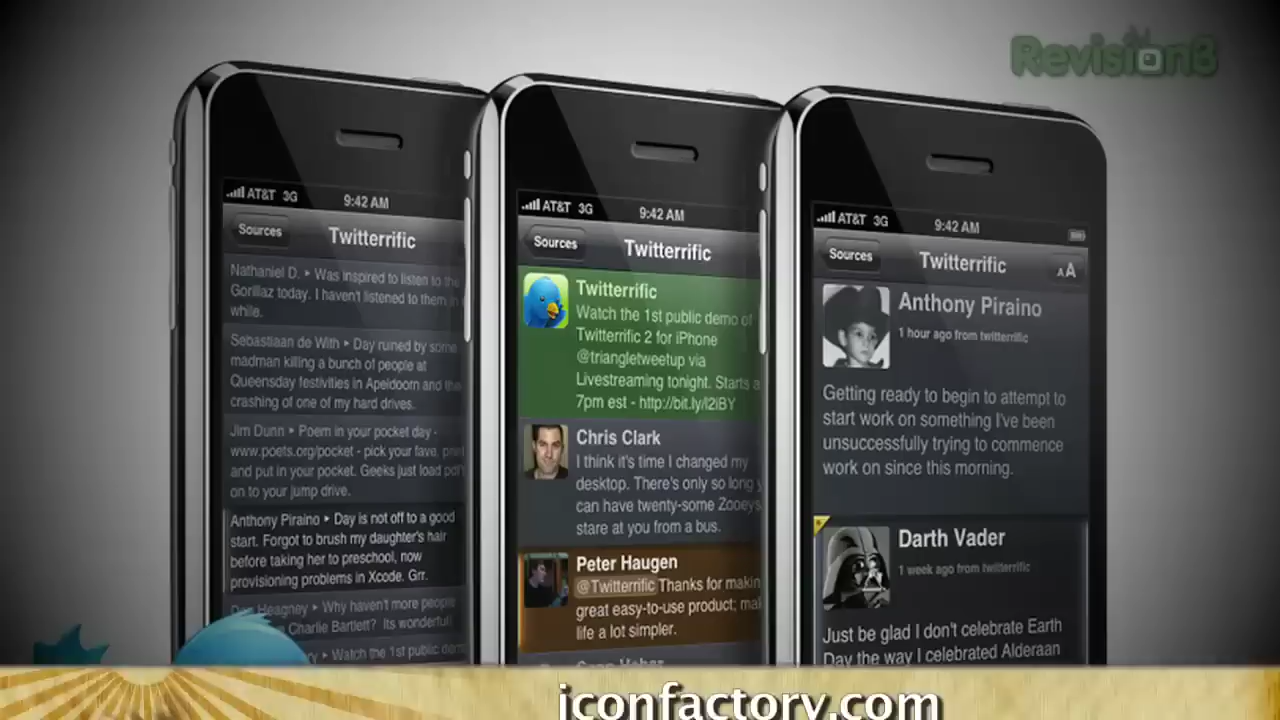 Revision3
AT&T 3G 9:42 AM
Sources
Twitterrific
Nathaniel D. ▸ Was inspired to listen to the
Gorillaz today. I haven't listened to them in
while.
Sebastiaan de With ▸ Day ruined by some
madman killing a bunch of people at
Queensday festivities in Apeldoorn and the
crashing of one of my hard drives.
Jim Dunn ▸ Poem in your pocket day -
www.poets.org/pocket - pick your fave, print
and put in your pocket. Geeks just load pdf's
on to your jump drive.
Anthony Piraino ▸ Day is not off to a good
start. Forgot to brush my daughter's hair
before taking her to preschool, now
provisioning problems in Xcode. Grr.
Heagney ▸ Why haven't more people
Charlie Bartlett? Its wonderful!
▸ Watch the 1st public demo
AT&T 3G 9:42 AM
Sources
Twitterrific
Twitterrific
Watch the 1st public demo of
Twitterrific 2 for iPhone
@triangletweetup via
Livestreaming tonight. Starts a
7pm est - http://bit.ly/l2iBY
Chris Clark
I think it's time I changed my
desktop. There's only so long
can have twenty-some Zooeys
stare at you from a bus.
Peter Haugen
@Twitterrific Thanks for makin
great easy-to-use product; mak
life a lot simpler.
AT&T 3G 9:42 AM
Sources
Twitterrific
AA
Anthony Piraino
1 hour ago from twitterrific
Getting ready to begin to attempt to
start work on something I've been
unsuccessfully trying to commence
work on since this morning.
Darth Vader
1 week ago from twitterrific
Just be glad I don't celebrate Earth
Day the way I celebrated Alderaan
iconfactory.com